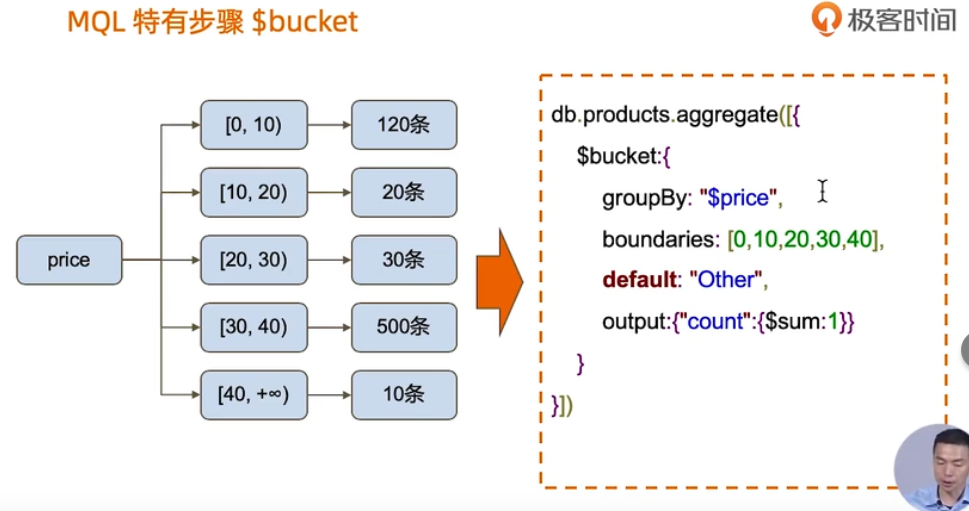 MQL 特有步骤 $bucket
极客时间
price
[0, 10)
120条
[10, 20)
20条
[20, 30)
30条
[30, 40)
500条
[40, +∞)
10条
db.products.aggregate([{
$bucket:{
groupBy: "$price",
boundaries: [0,10,20,30,40],
default: "Other",
output:{"count":{$sum:1}}
}
}])